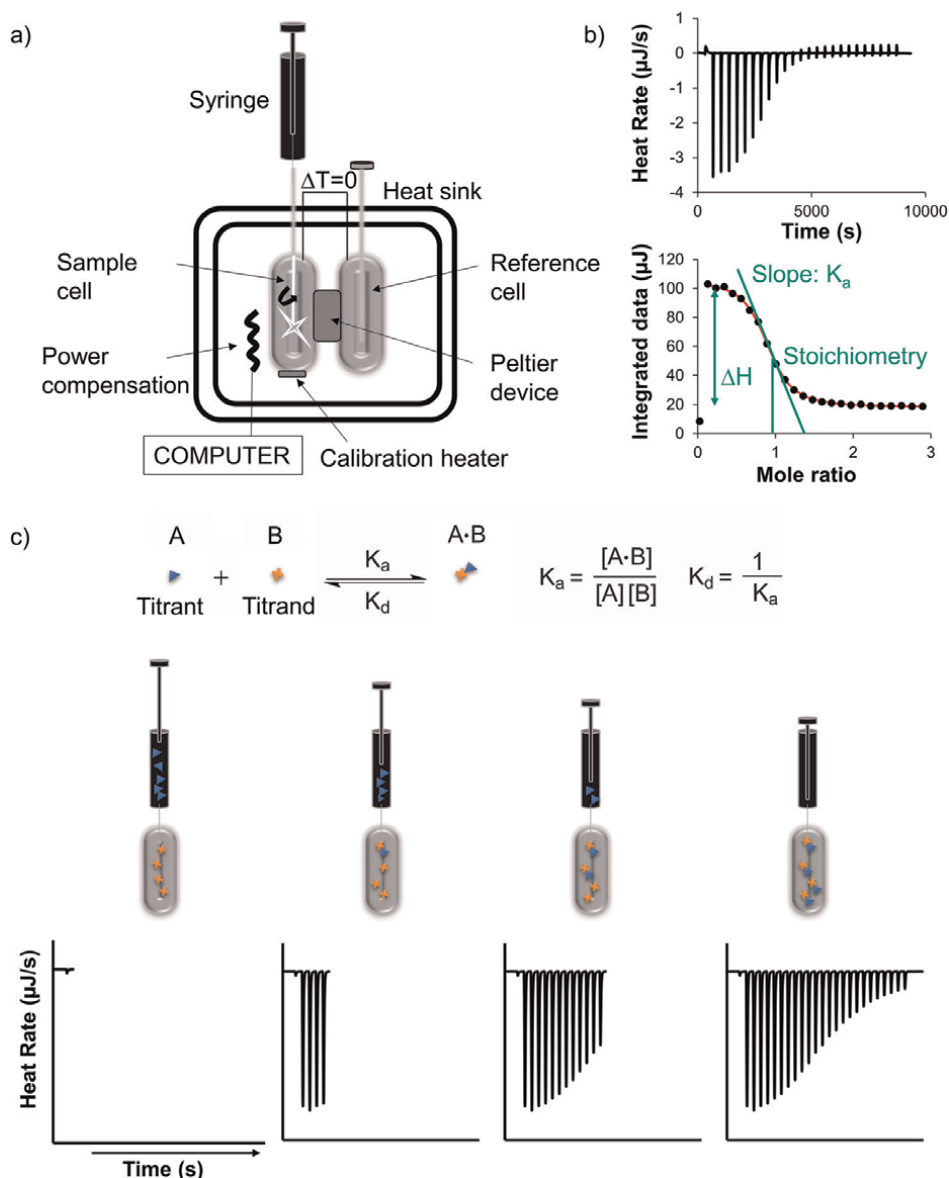 a)
Syringe
ΔT=0
Heat sink
Sample
cell
Reference
cell
Power
compensation
Peltier
device
COMPUTER
Calibration heater
b)
Heat Rate (µJ/s)
1
0
-1
-2
-3
-4
0
5000
10000
Time (s)
Integrated data (µJ)
140
120
100
80
60
40
20
0
Slope: Ka
Stoichiometry
ΔH
0
1
2
3
Mole ratio
c)
A
B
A·B
+
Ka
Kd
Titrant
Titrand
Ka = [A·B] / [A][B]
Kd = 1 / Ka
Heat Rate (µJ/s)
Time (s)